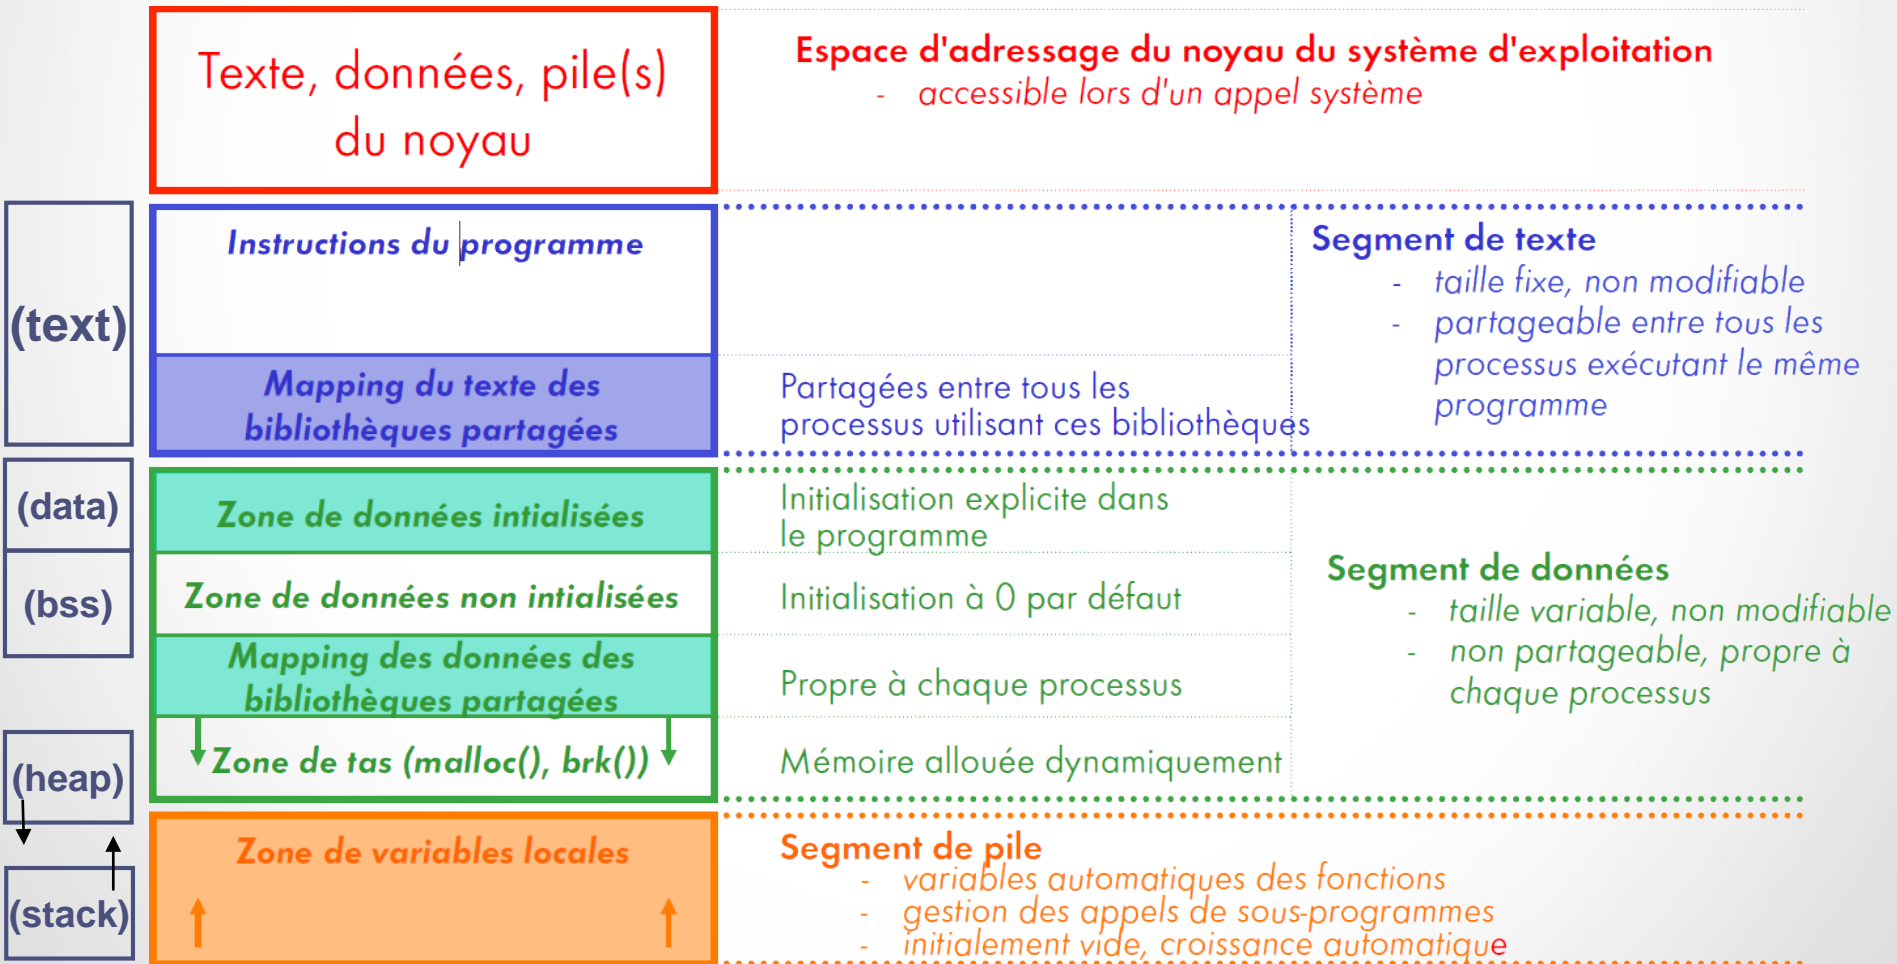 Texte, données, pile(s)
du noyau
Espace d'adressage du noyau du système d'exploitation
- accessible lors d'un appel système
(text)
Instructions du programme
Segment de texte
- taille fixe, non modifiable
- partageable entre tous les
processus exécutant le même
programme
Mapping du texte des
bibliothèques partagées
Partagées entre tous les
processus utilisant ces bibliothèques
(data)
Zone de données intialisées
Initialisation explicite dans
le programme
(bss)
Zone de données non intialisées
Initialisation à 0 par défaut
Segment de données
- taille variable, non modifiable
- non partageable, propre à
chaque processus
Mapping des données des
bibliothèques partagées
Propre à chaque processus
(heap)
Zone de tas (malloc(), brk())
Mémoire allouée dynamiquement
(stack)
Zone de variables locales
Segment de pile
- variables automatiques des fonctions
- gestion des appels de sous-programmes
- initialement vide, croissance automatique